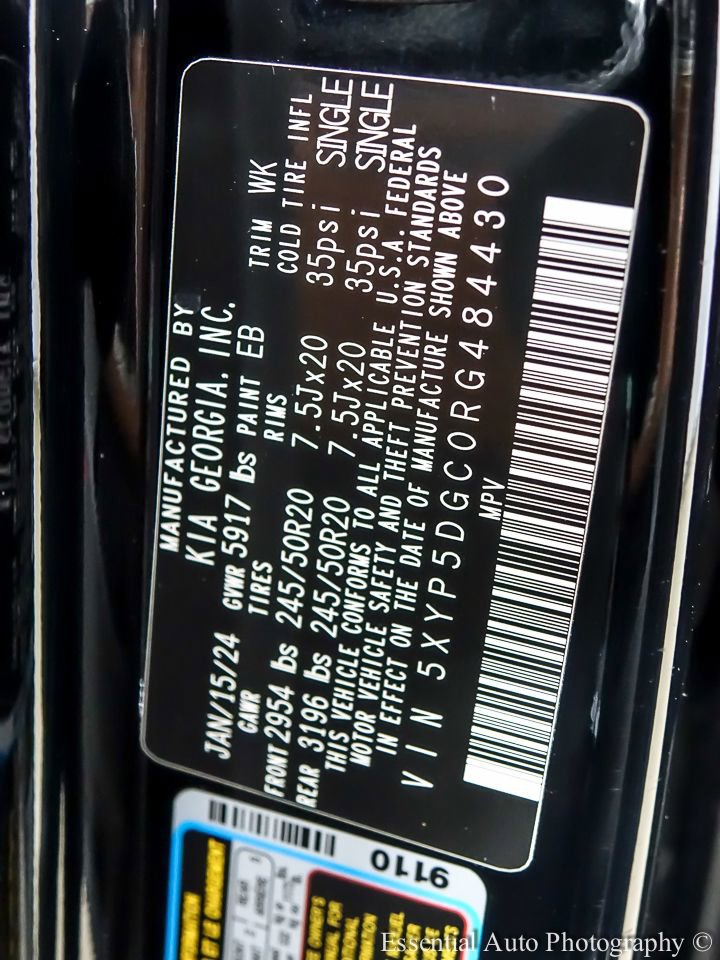 MANUFACTURED BY
KIA GEORGIA, INC.
JAN/15/24 GVWR 5917 lbs PAINT EB TRIM WK
GAWR TIRES RIMS COLD TIRE INFL
FRONT 2954 lbs 245/50R20 7.5Jx20 35psi SINGLE
REAR 3196 lbs 245/50R20 7.5Jx20 35psi SINGLE
THIS VEHICLE CONFORMS TO ALL APPLICABLE U.S.A. FEDERAL
MOTOR VEHICLE SAFETY AND THEFT PREVENTION STANDARDS
IN EFFECT ON THE DATE OF MANUFACTURE SHOWN ABOVE
VIN 5XYP5DGC0RG484430
MPV
9110
Essential Auto Photography ©